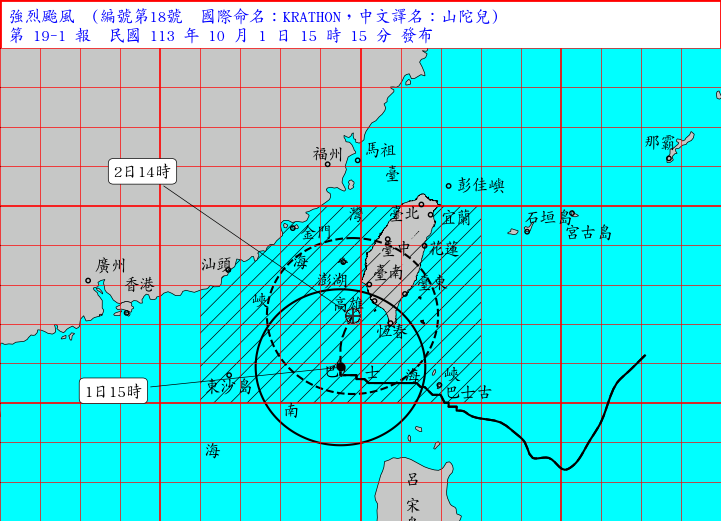 強烈颱風 (編號第18號 國際命名：KRATHON，中文譯名：山陀兒)
第 19-1 報 民國 113 年 10 月 1 日 15 時 15 分 發布
那霸
馬祖
福州
2日14時
臺
彭佳嶼
灣
臺北
宜蘭
石垣島
宮古島
金門
臺中
花蓮
海
汕頭
廣州
臺南
澎湖
臺東
香港
峽
高雄
恆春
巴
士
海
峽
1日15時
東沙島
巴士古
南
海
呂
宋
島